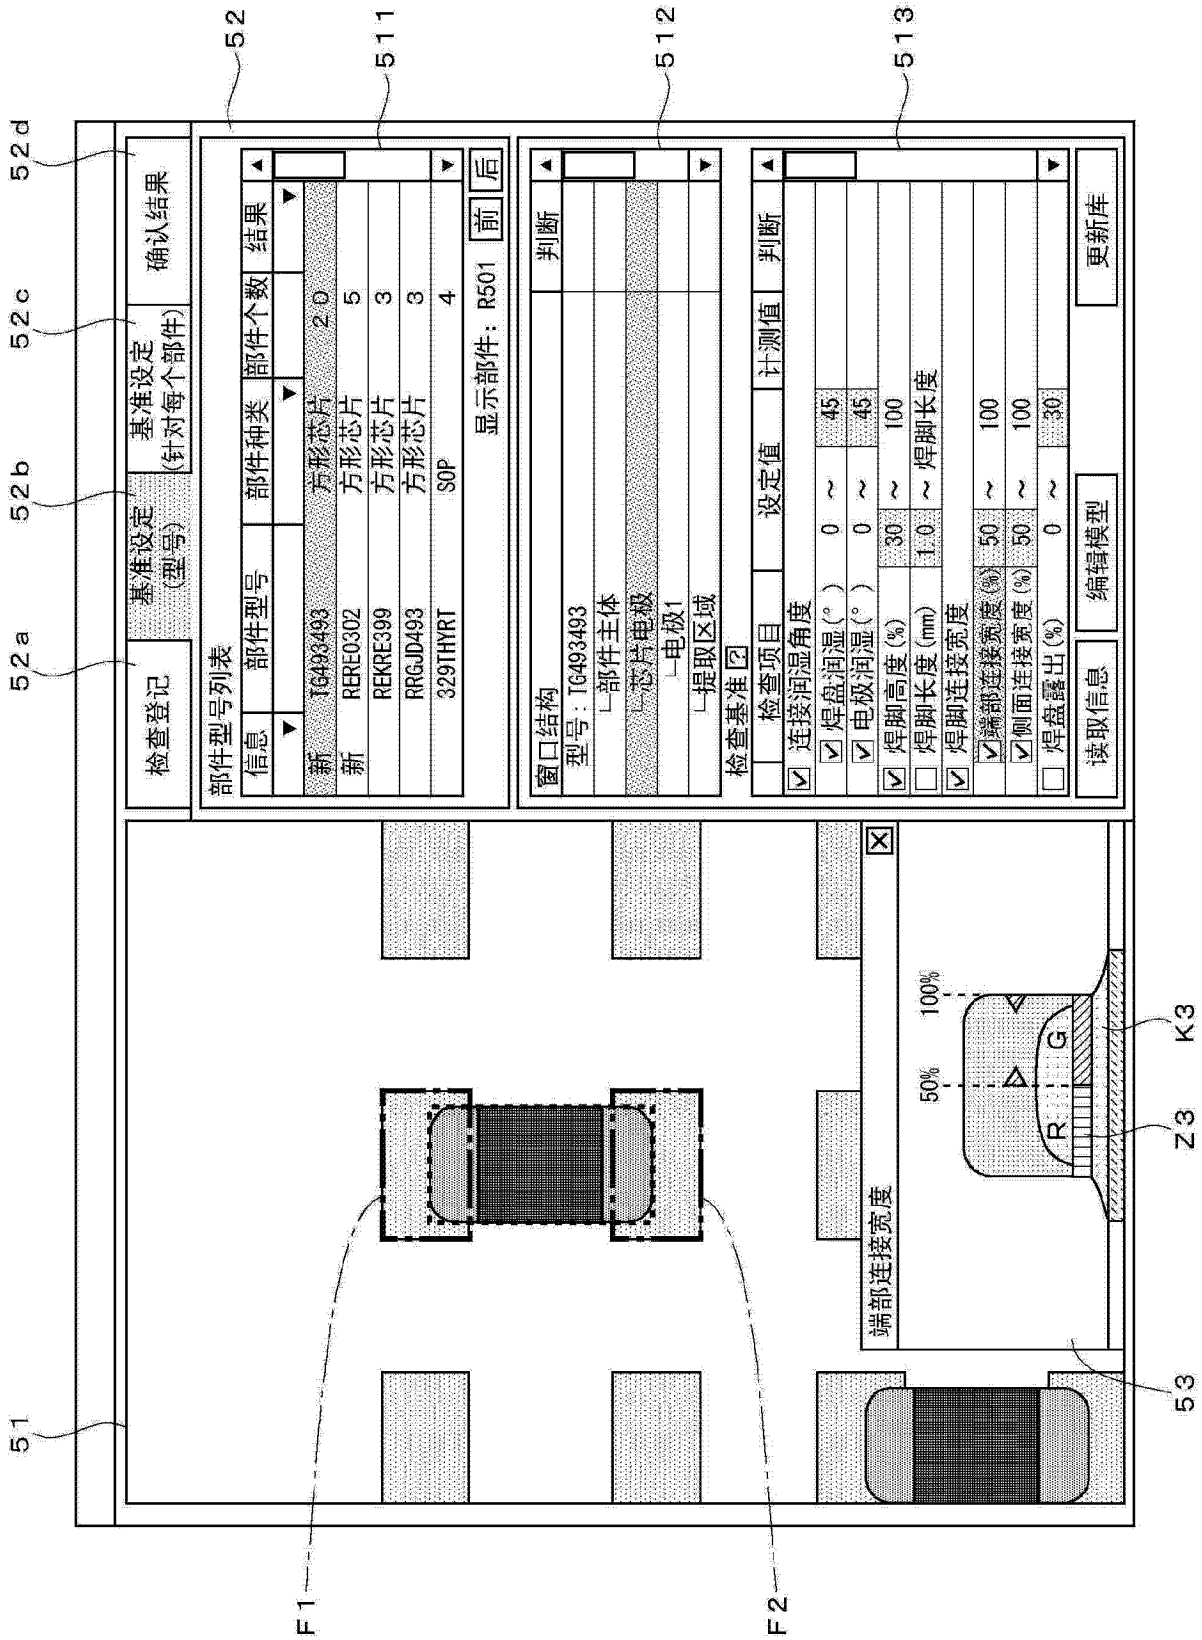 51
52a
52b
52c
52d
52
511
512
513
检查登记
基准设定
(型号)
基准设定
(针对每个部件)
确认结果
部件型号列表
信息 部件型号 部件种类 部件个数 结果
▼ ▼ ▼
新 TG493493 方形芯片 20
新 RERE0302 方形芯片 5
REKRE399 方形芯片 3
RRGJD493 方形芯片 3
329THYRT SOP 4
显示部件: R501 前 后
窗口结构 判断
型号: TG493493
部件主体
芯片电极
电极1
提取区域
检查基准 ?
检查项目 设定值 计测值 判断
连接润湿角度
焊盘润湿(°) 0 ~ 45
电极润湿(°) 0 ~ 45
焊脚高度(%) 30 ~ 100
焊脚长度(mm) 1.0 ~ 焊脚长度
焊脚连接宽度
端部连接宽度(%) 50 ~ 100
侧面连接宽度(%) 50 ~ 100
焊盘露出(%) 0 ~ 30
读取信息 编辑模型 更新库
F1
F2
端部连接宽度
50% 100%
R G
53
Z3
K3